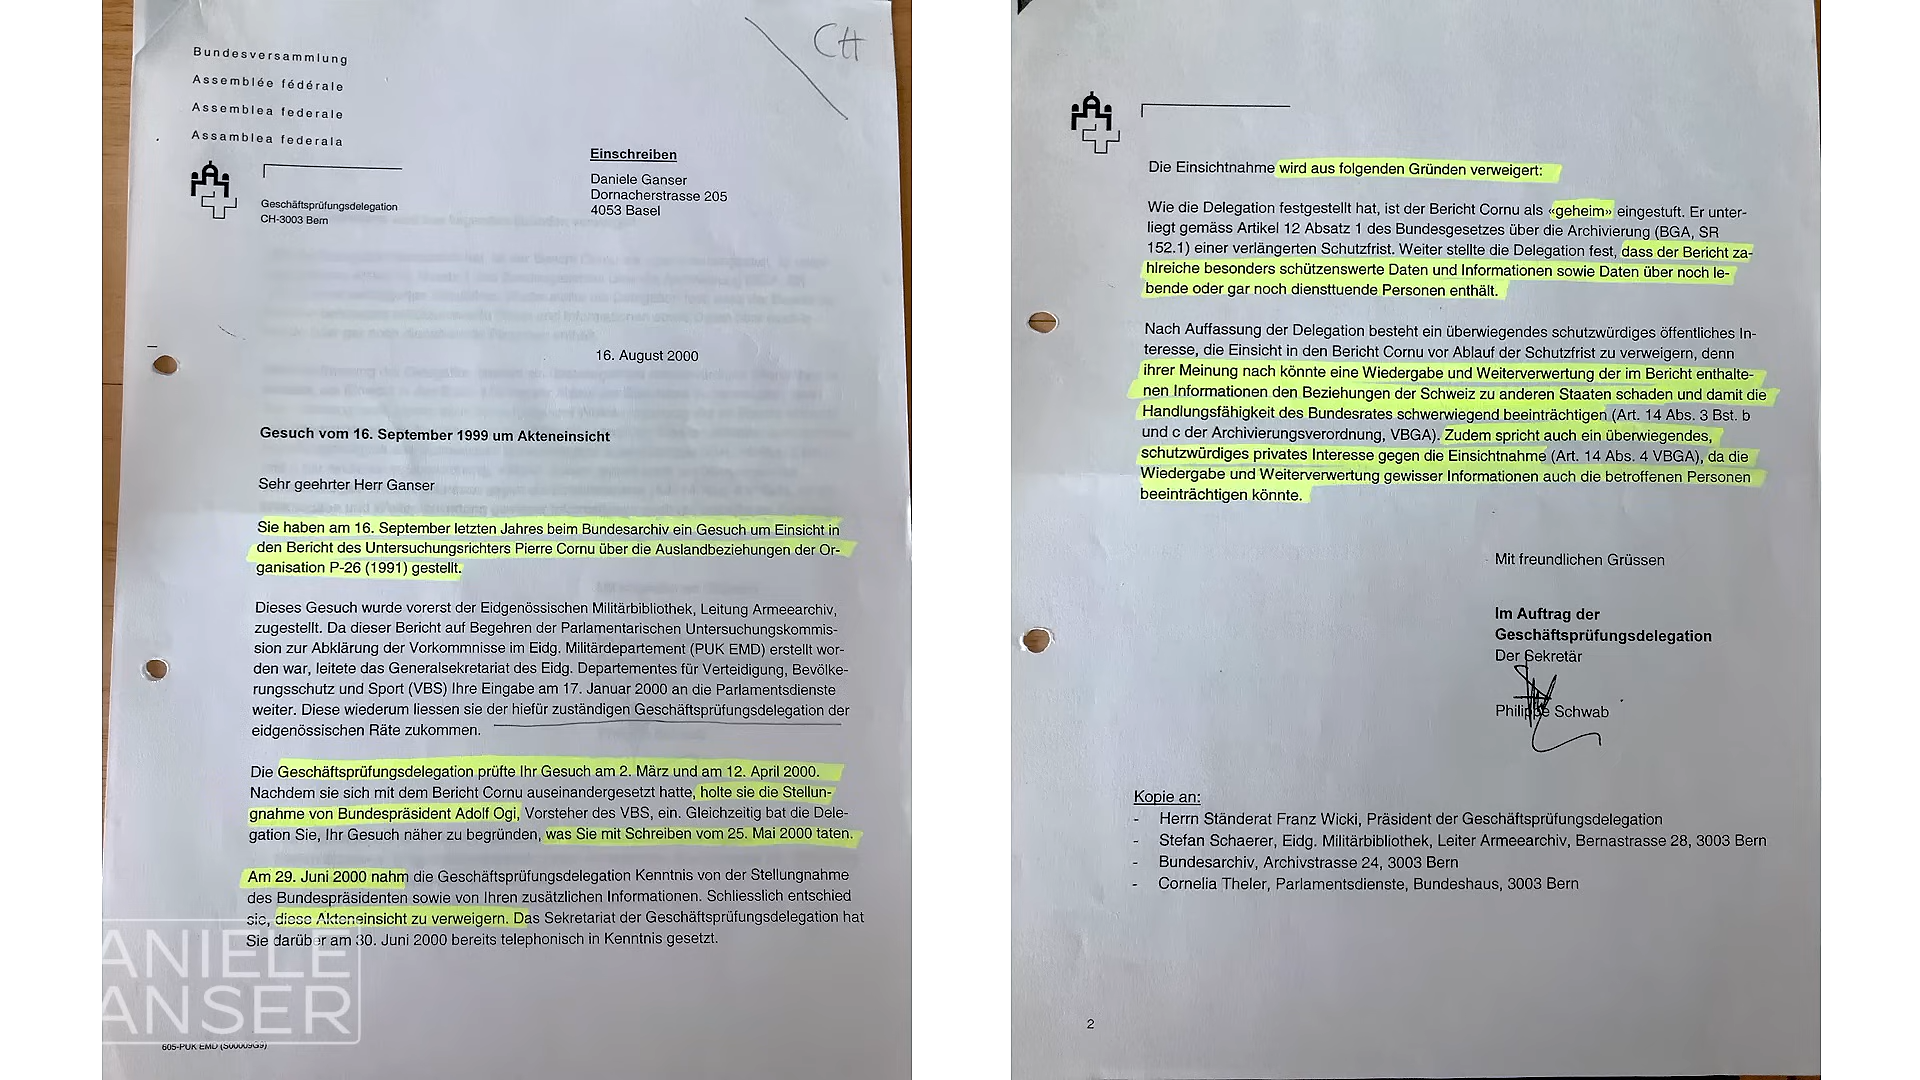 CH
Bundesversammlung
Assemblée fédérale
Assemblea federale
Assamblea federala
Geschäftsprüfungsdelegation
CH-3003 Bern
Einschreiben
Daniele Ganser
Dornacherstrasse 205
4053 Basel
16. August 2000
Gesuch vom 16. September 1999 um Akteneinsicht
Sehr geehrter Herr Ganser
Sie haben am 16. September letzten Jahres beim Bundesarchiv ein Gesuch um Einsicht in
den Bericht des Untersuchungsrichters Pierre Cornu über die Auslandbeziehungen der Or-
ganisation P-26 (1991) gestellt.
Dieses Gesuch wurde vorerst der Eidgenössischen Militärbibliothek, Leitung Armeearchiv,
zugestellt. Da dieser Bericht auf Begehren der Parlamentarischen Untersuchungskommis-
sion zur Abklärung der Vorkommnisse im Eidg. Militärdepartement (PUK EMD) erstellt wor-
den war, leitete das Generalsekretariat des Eidg. Departementes für Verteidigung, Bevölke-
rungsschutz und Sport (VBS) Ihre Eingabe am 17. Januar 2000 an die Parlamentsdienste
weiter. Diese wiederum liessen sie der hiefür zuständigen Geschäftsprüfungsdelegation der
eidgenössischen Räte zukommen.
Die Geschäftsprüfungsdelegation prüfte Ihr Gesuch am 2. März und am 12. April 2000.
Nachdem sie sich mit dem Bericht Cornu auseinandergesetzt hatte, holte sie die Stellun-
gnahme von Bundespräsident Adolf Ogi, Vorsteher des VBS, ein. Gleichzeitig bat die Dele-
gation Sie, Ihr Gesuch näher zu begründen, was Sie mit Schreiben vom 25. Mai 2000 taten.
Am 29. Juni 2000 nahm die Geschäftsprüfungsdelegation Kenntnis von der Stellungnahme
des Bundespräsidenten sowie von Ihren zusätzlichen Informationen. Schliesslich entschied
sie, diese Akteneinsicht zu verweigern. Das Sekretariat der Geschäftsprüfungsdelegation hat
Sie darüber am 30. Juni 2000 bereits telephonisch in Kenntnis gesetzt.
ANIELE
ANSER
605-PUK EMD (S00009G9)
Die Einsichtnahme wird aus folgenden Gründen verweigert:
Wie die Delegation festgestellt hat, ist der Bericht Cornu als «geheim» eingestuft. Er unter-
liegt gemäss Artikel 12 Absatz 1 des Bundesgesetzes über die Archivierung (BGA, SR
152.1) einer verlängerten Schutzfrist. Weiter stellte die Delegation fest, dass der Bericht za-
hlreiche besonders schützenswerte Daten und Informationen sowie Daten über noch le-
bende oder gar noch diensttuende Personen enthält.
Nach Auffassung der Delegation besteht ein überwiegendes schutzwürdiges öffentliches In-
teresse, die Einsicht in den Bericht Cornu vor Ablauf der Schutzfrist zu verweigern, denn
ihrer Meinung nach könnte eine Wiedergabe und Weiterverwertung der im Bericht enthalte-
nen Informationen den Beziehungen der Schweiz zu anderen Staaten schaden und damit die
Handlungsfähigkeit des Bundesrates schwerwiegend beeinträchtigen (Art. 14 Abs. 3 Bst. b
und c der Archivierungsverordnung, VBGA). Zudem spricht auch ein überwiegendes,
schutzwürdiges privates Interesse gegen die Einsichtnahme (Art. 14 Abs. 4 VBGA), da die
Wiedergabe und Weiterverwertung gewisser Informationen auch die betroffenen Personen
beeinträchtigen könnte.
Mit freundlichen Grüssen
Im Auftrag der
Geschäftsprüfungsdelegation
Der Sekretär
Philippe Schwab
Kopie an:
- Herrn Ständerat Franz Wicki, Präsident der Geschäftsprüfungsdelegation
- Stefan Schaerer, Eidg. Militärbibliothek, Leiter Armeearchiv, Bernastrasse 28, 3003 Bern
- Bundesarchiv, Archivstrasse 24, 3003 Bern
- Cornelia Theler, Parlamentsdienste, Bundeshaus, 3003 Bern
2